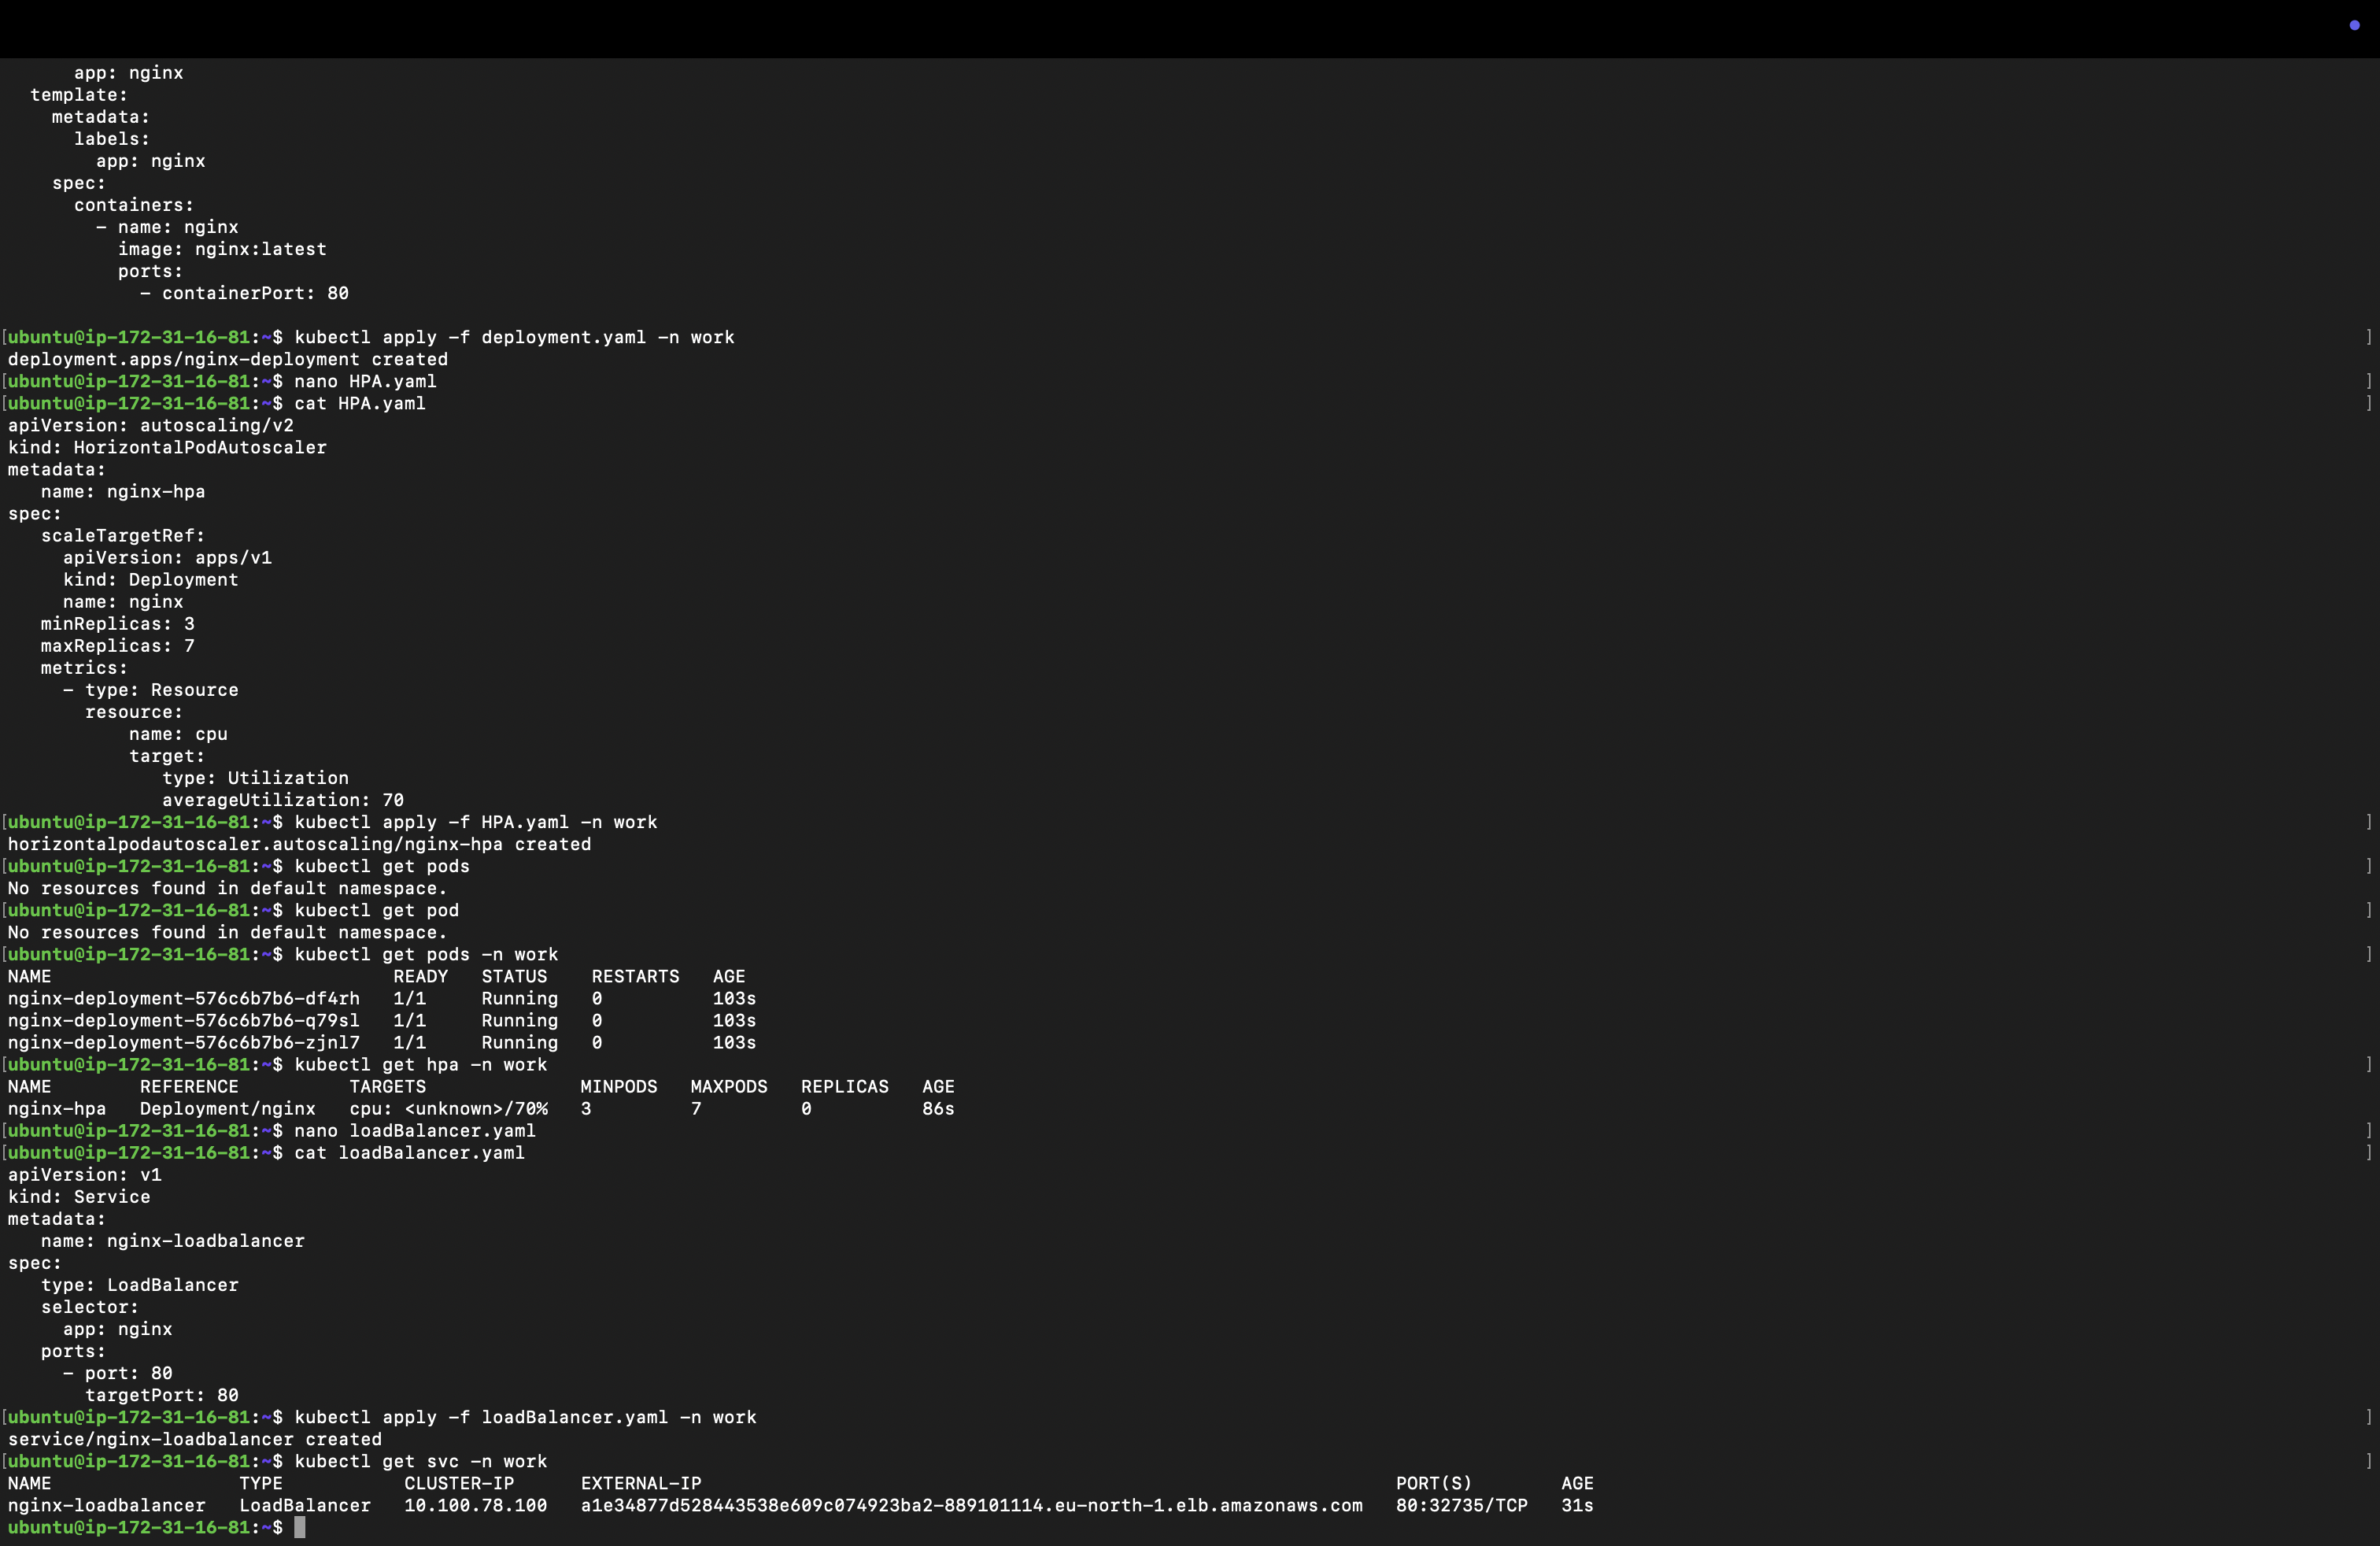 app: nginx
  template:
    metadata:
      labels:
        app: nginx
    spec:
      containers:
        - name: nginx
          image: nginx:latest
          ports:
            - containerPort: 80

[ubuntu@ip-172-31-16-81:~$ kubectl apply -f deployment.yaml -n work ]
deployment.apps/nginx-deployment created
[ubuntu@ip-172-31-16-81:~$ nano HPA.yaml ]
[ubuntu@ip-172-31-16-81:~$ cat HPA.yaml ]
apiVersion: autoscaling/v2
kind: HorizontalPodAutoscaler
metadata:
   name: nginx-hpa
spec:
   scaleTargetRef:
     apiVersion: apps/v1
     kind: Deployment
     name: nginx
   minReplicas: 3
   maxReplicas: 7
   metrics:
     - type: Resource
       resource:
           name: cpu
           target:
              type: Utilization
              averageUtilization: 70
[ubuntu@ip-172-31-16-81:~$ kubectl apply -f HPA.yaml -n work ]
horizontalpodautoscaler.autoscaling/nginx-hpa created
[ubuntu@ip-172-31-16-81:~$ kubectl get pods ]
No resources found in default namespace.
[ubuntu@ip-172-31-16-81:~$ kubectl get pod ]
No resources found in default namespace.
[ubuntu@ip-172-31-16-81:~$ kubectl get pods -n work ]
NAME                               READY   STATUS    RESTARTS   AGE
nginx-deployment-576c6b7b6-df4rh   1/1     Running   0          103s
nginx-deployment-576c6b7b6-q79sl   1/1     Running   0          103s
nginx-deployment-576c6b7b6-zjnl7   1/1     Running   0          103s
[ubuntu@ip-172-31-16-81:~$ kubectl get hpa -n work ]
NAME        REFERENCE          TARGETS              MINPODS   MAXPODS   REPLICAS   AGE
nginx-hpa   Deployment/nginx   cpu: <unknown>/70%   3         7         0          86s
[ubuntu@ip-172-31-16-81:~$ nano loadBalancer.yaml ]
[ubuntu@ip-172-31-16-81:~$ cat loadBalancer.yaml ]
apiVersion: v1
kind: Service
metadata:
   name: nginx-loadbalancer
spec:
   type: LoadBalancer
   selector:
     app: nginx
   ports:
     - port: 80
       targetPort: 80
[ubuntu@ip-172-31-16-81:~$ kubectl apply -f loadBalancer.yaml -n work ]
service/nginx-loadbalancer created
[ubuntu@ip-172-31-16-81:~$ kubectl get svc -n work ]
NAME                 TYPE           CLUSTER-IP      EXTERNAL-IP                                                               PORT(S)        AGE
nginx-loadbalancer   LoadBalancer   10.100.78.100   a1e34877d528443538e609c074923ba2-889101114.eu-north-1.elb.amazonaws.com   80:32735/TCP   31s
ubuntu@ip-172-31-16-81:~$